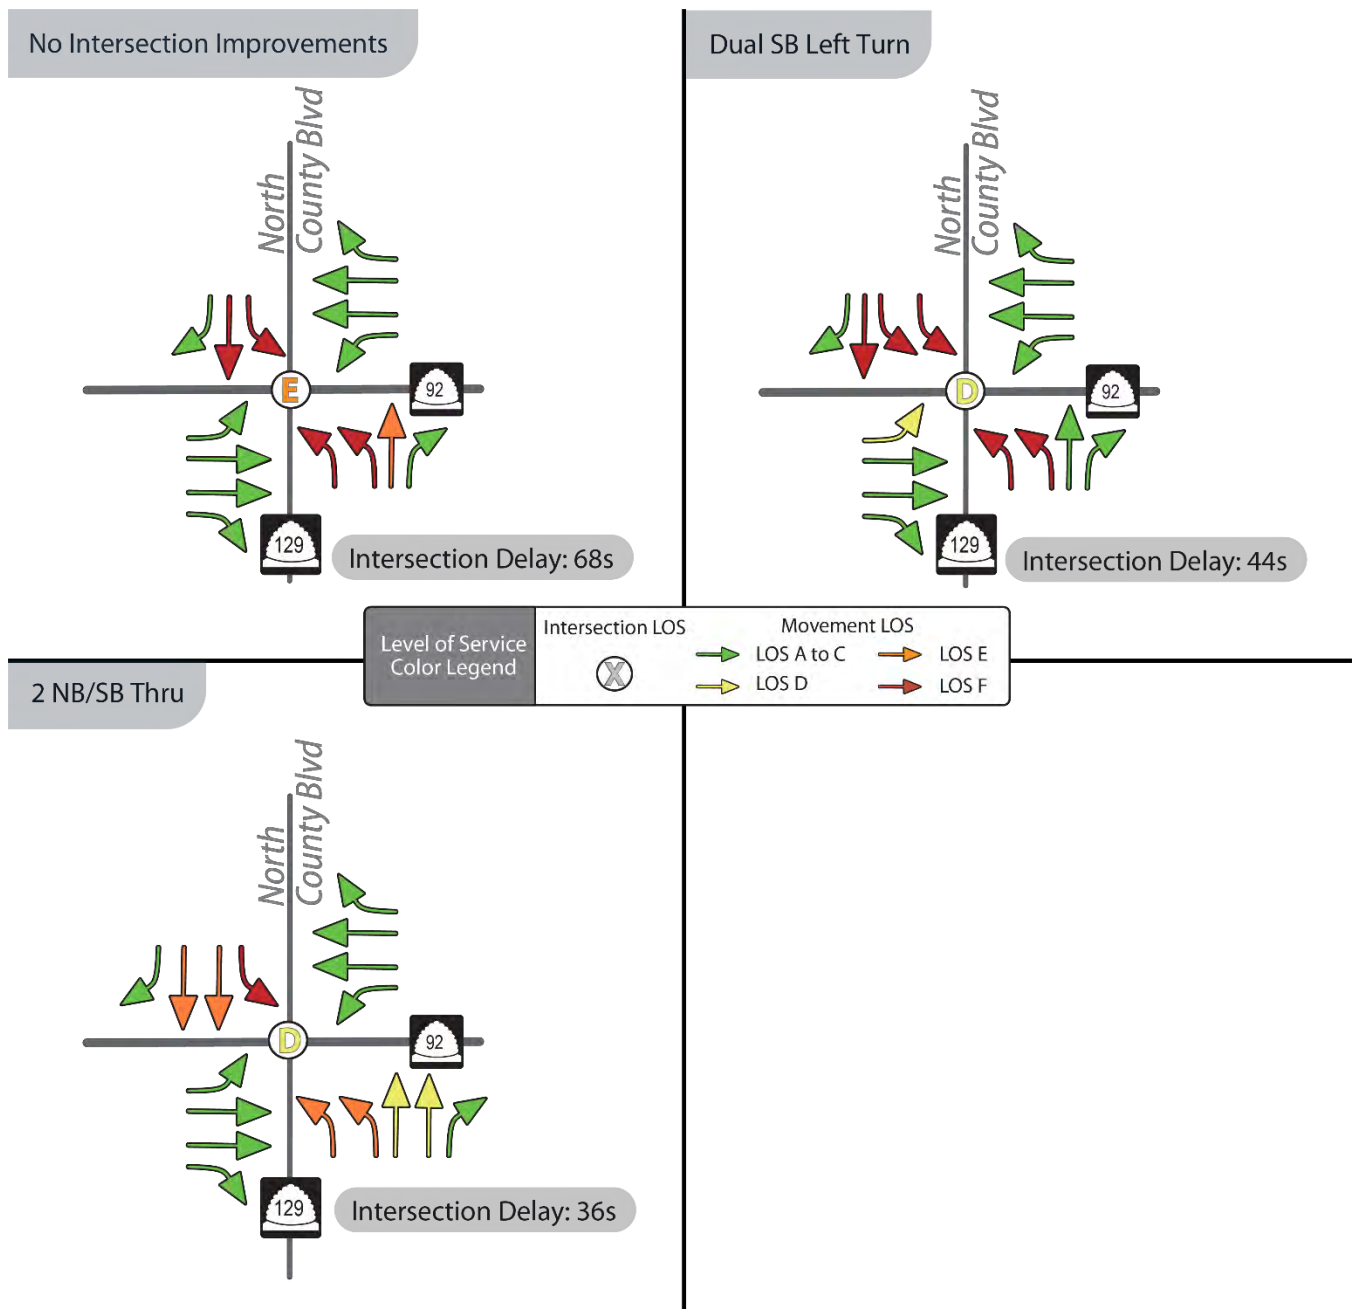 No Intersection Improvements
North
County Blvd
E
92
129
Intersection Delay: 68s
Dual SB Left Turn
North
County Blvd
D
92
129
Intersection Delay: 44s
Level of Service
Color Legend
Intersection LOS
X
Movement LOS
LOS A to C
LOS E
LOS D
LOS F
2 NB/SB Thru
North
County Blvd
D
92
129
Intersection Delay: 36s